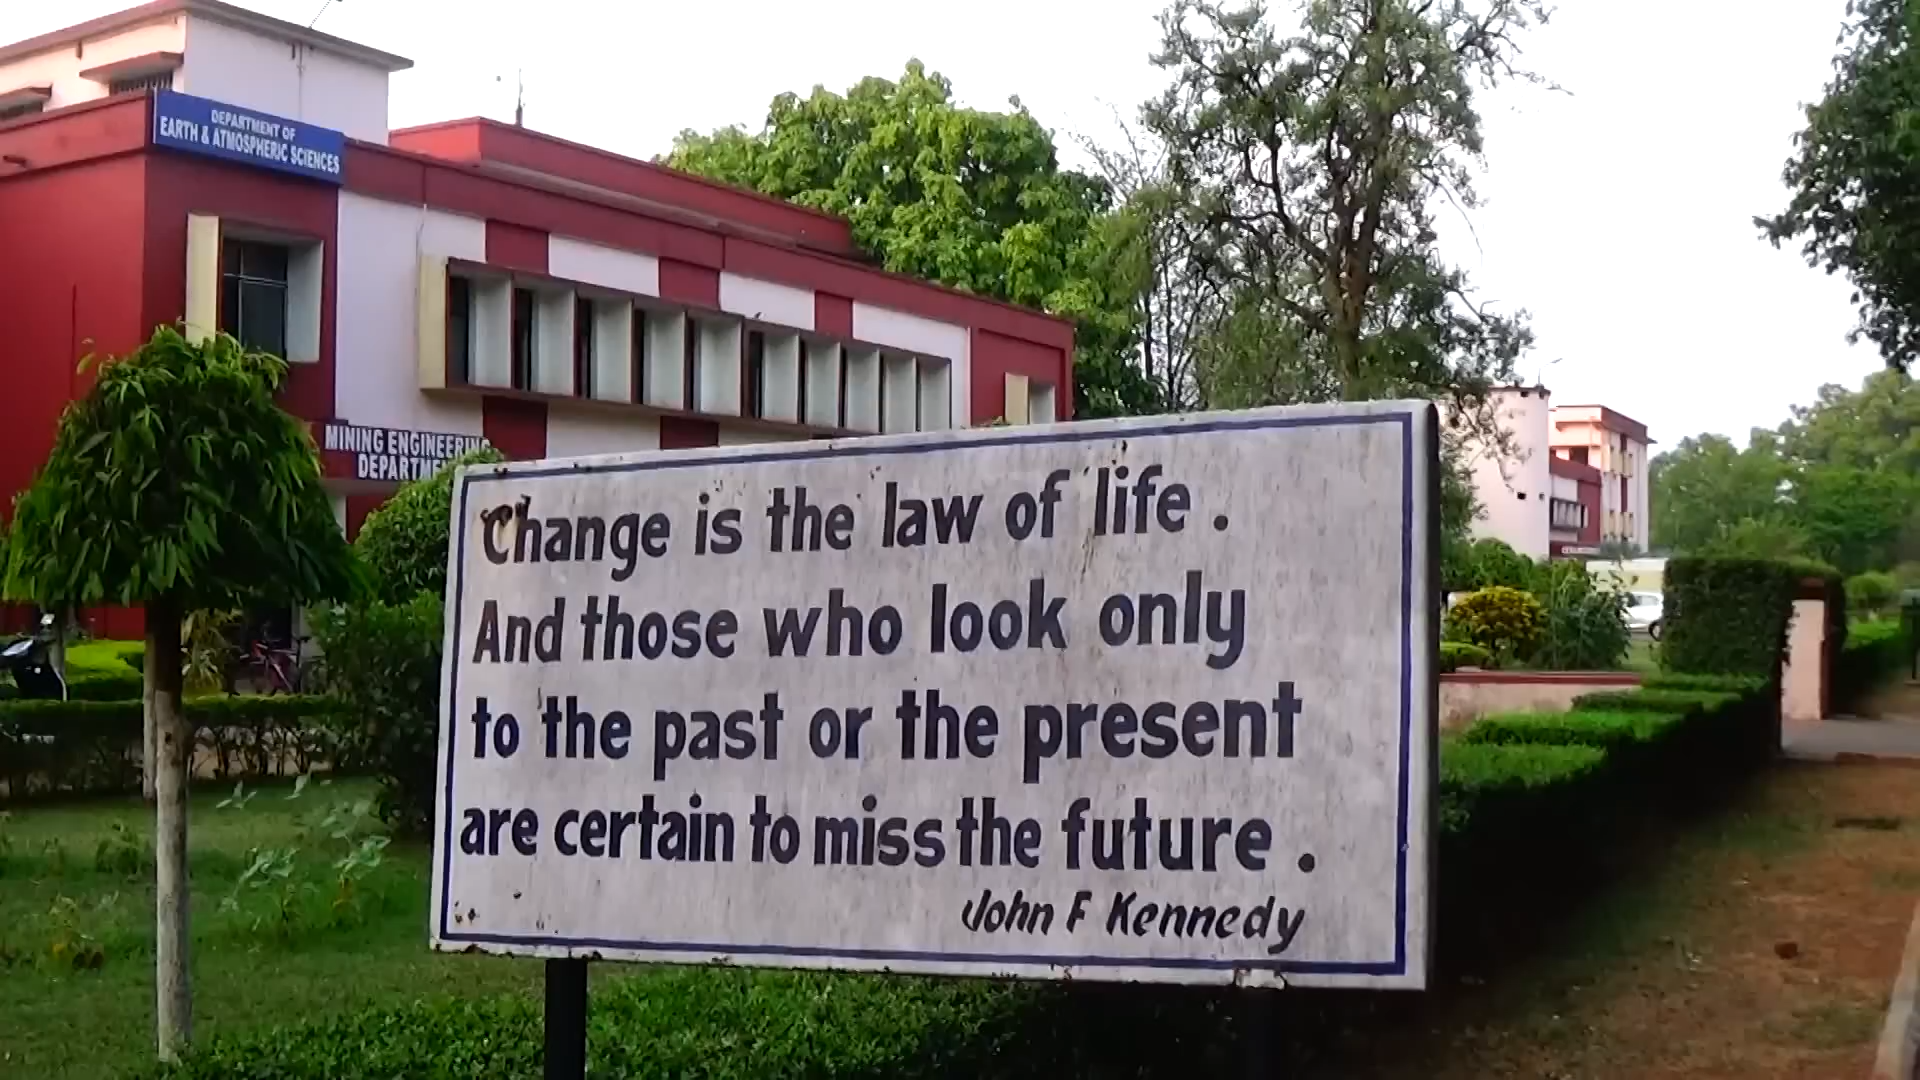 DEPARTMENT OF
EARTH & ATMOSPHERIC SCIENCES
MINING ENGINEERING
Change is the law of life .
And those who look only
to the past or the present
are certain to miss the future .
John F Kennedy